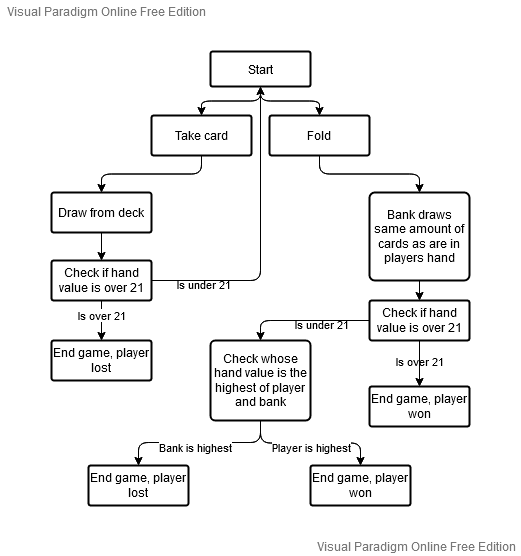 Visual Paradigm Online Free Edition
Start
Take card
Fold
Draw from deck
Bank draws
same amount of
cards as are in
players hand
Check if hand
value is over 21
Is under 21
Check if hand
value is over 21
Is over 21
Is under 21
End game, player
lost
Check whose
hand value is the
highest of player
and bank
Is over 21
End game, player
won
Bank is highest
Player is highest
End game, player
lost
End game, player
won
Visual Paradigm Online Free Edition